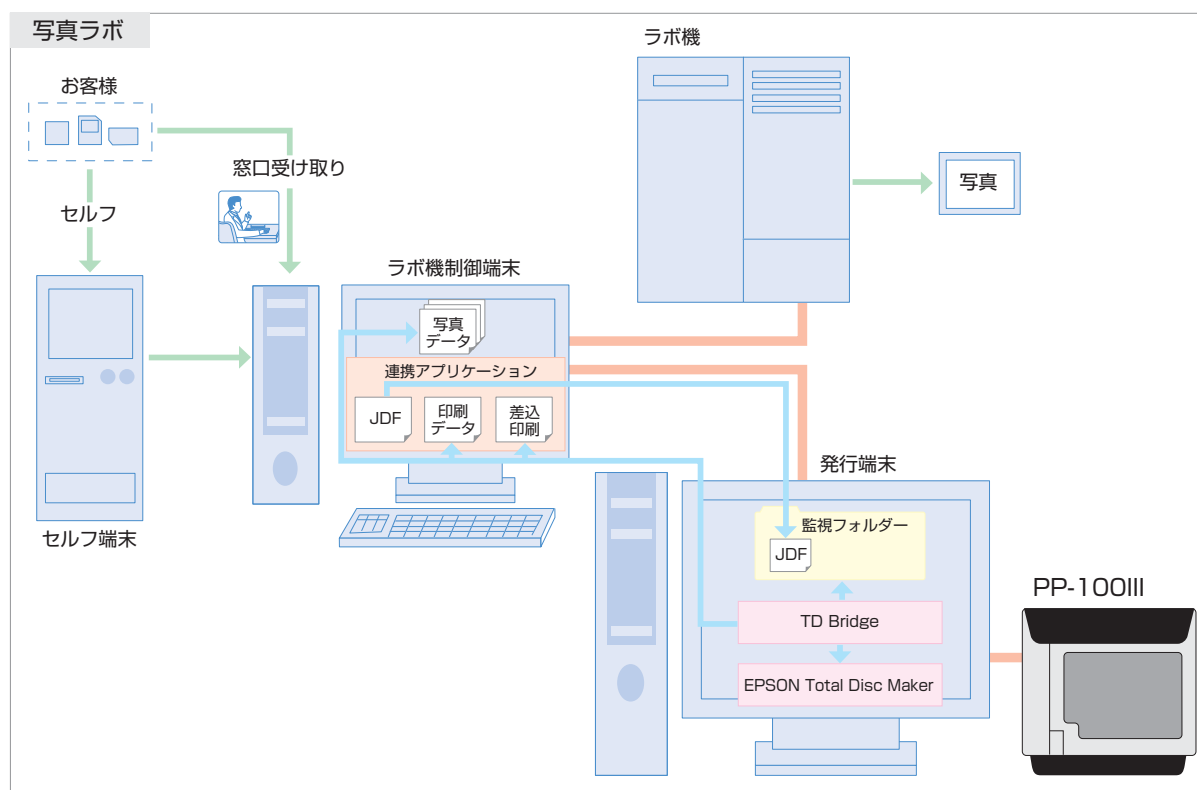 写真ラボ
お客様
セルフ
窓口受け取り
セルフ端末
ラボ機
写真
ラボ機制御端末
写真
データ
連携アプリケーション
JDF
印刷
データ
差込
印刷
発行端末
監視フォルダー
JDF
TD Bridge
EPSON Total Disc Maker
PP-100III